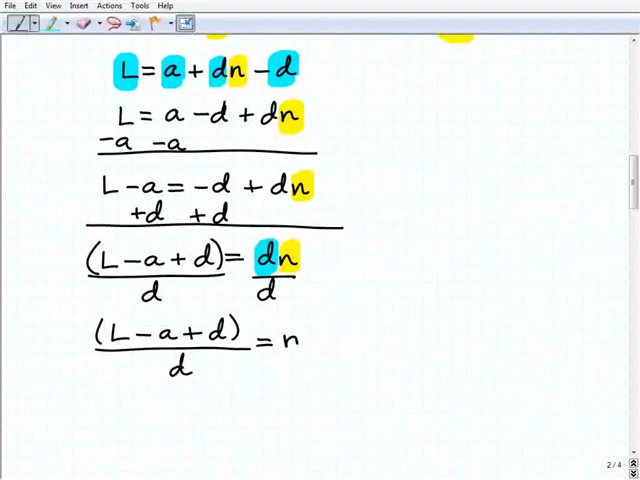 File Edit View Insert Actions Tools Help
L = a + dn - d
L = a - d + dn
-a -a
L - a = -d + dn
+d +d
(L - a + d) = dn
d d
(L - a + d) = n
d
2 / 4